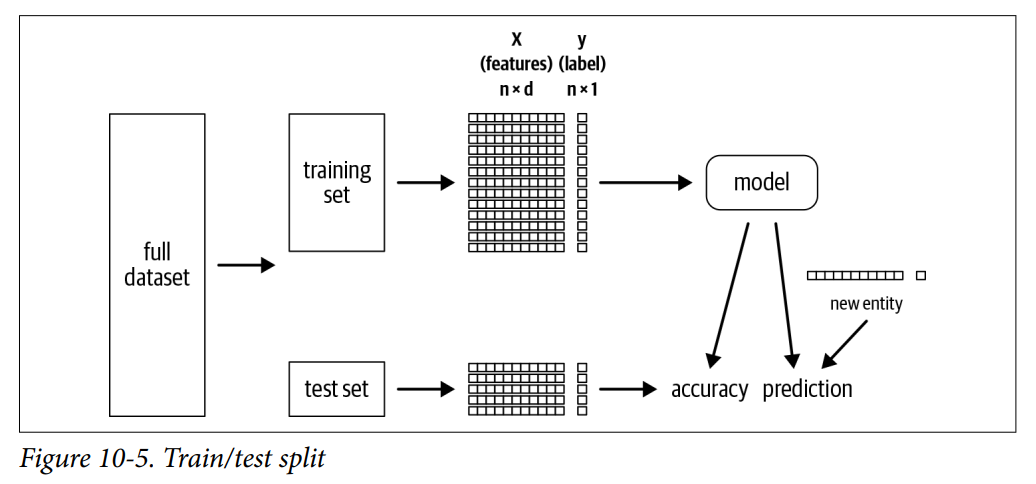 X
y
(features) (label)
n × d
n × 1
full
dataset
training
set
model
new entity
test set
accuracy
prediction
Figure 10-5. Train/test split